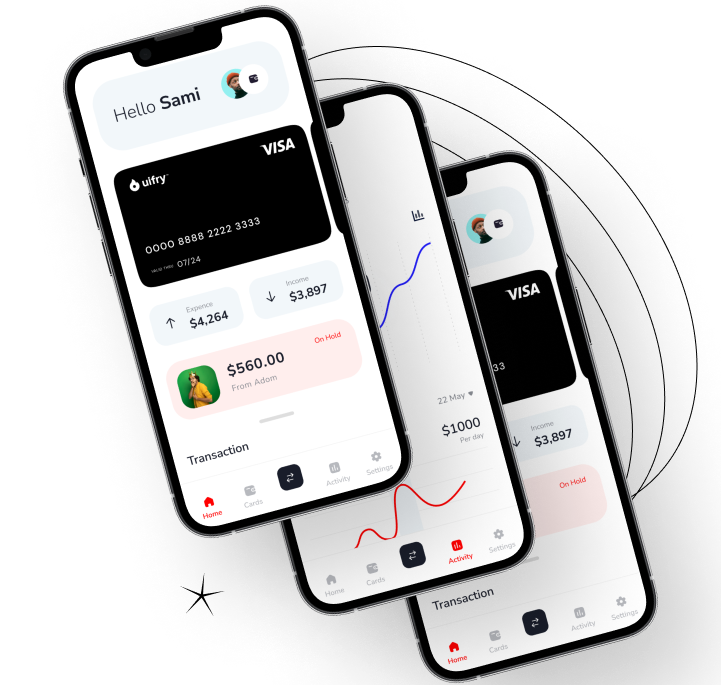 Hello Sami
VISA
uifry
0000 8888 2222 3333
VALID THRU 07/24
Expence
$4,264
Income
$3,897
On Hold
$560.00
From Adom
Transaction
Home
Cards
Activity
Settings
22 May
$1000
Per day
Home
Cards
Activity
Settings
VISA
33
Income
$3,897
On Hold
Transaction
Home
Cards
Activity
Settings